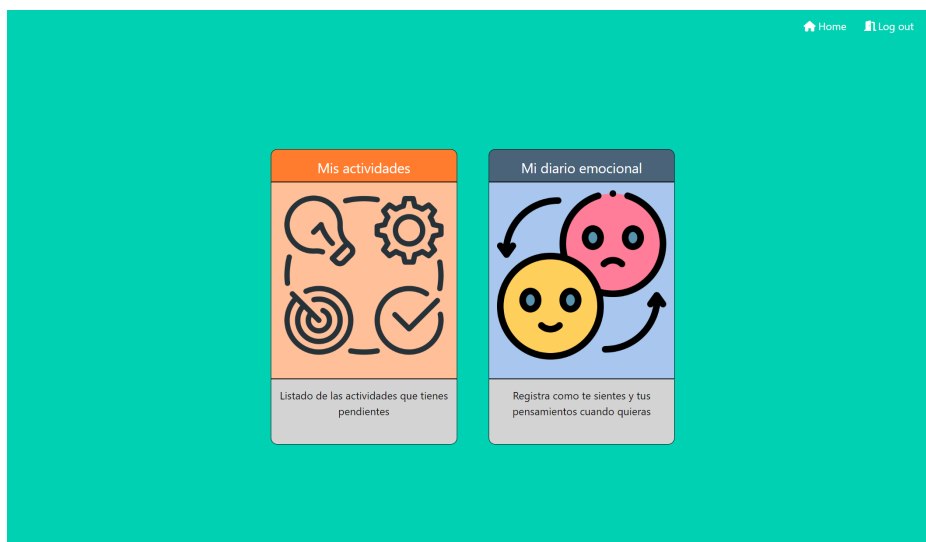 Home
Log out
Mis actividades
Listado de las actividades que tienes
pendientes
Mi diario emocional
Registra como te sientes y tus
pensamientos cuando quieras